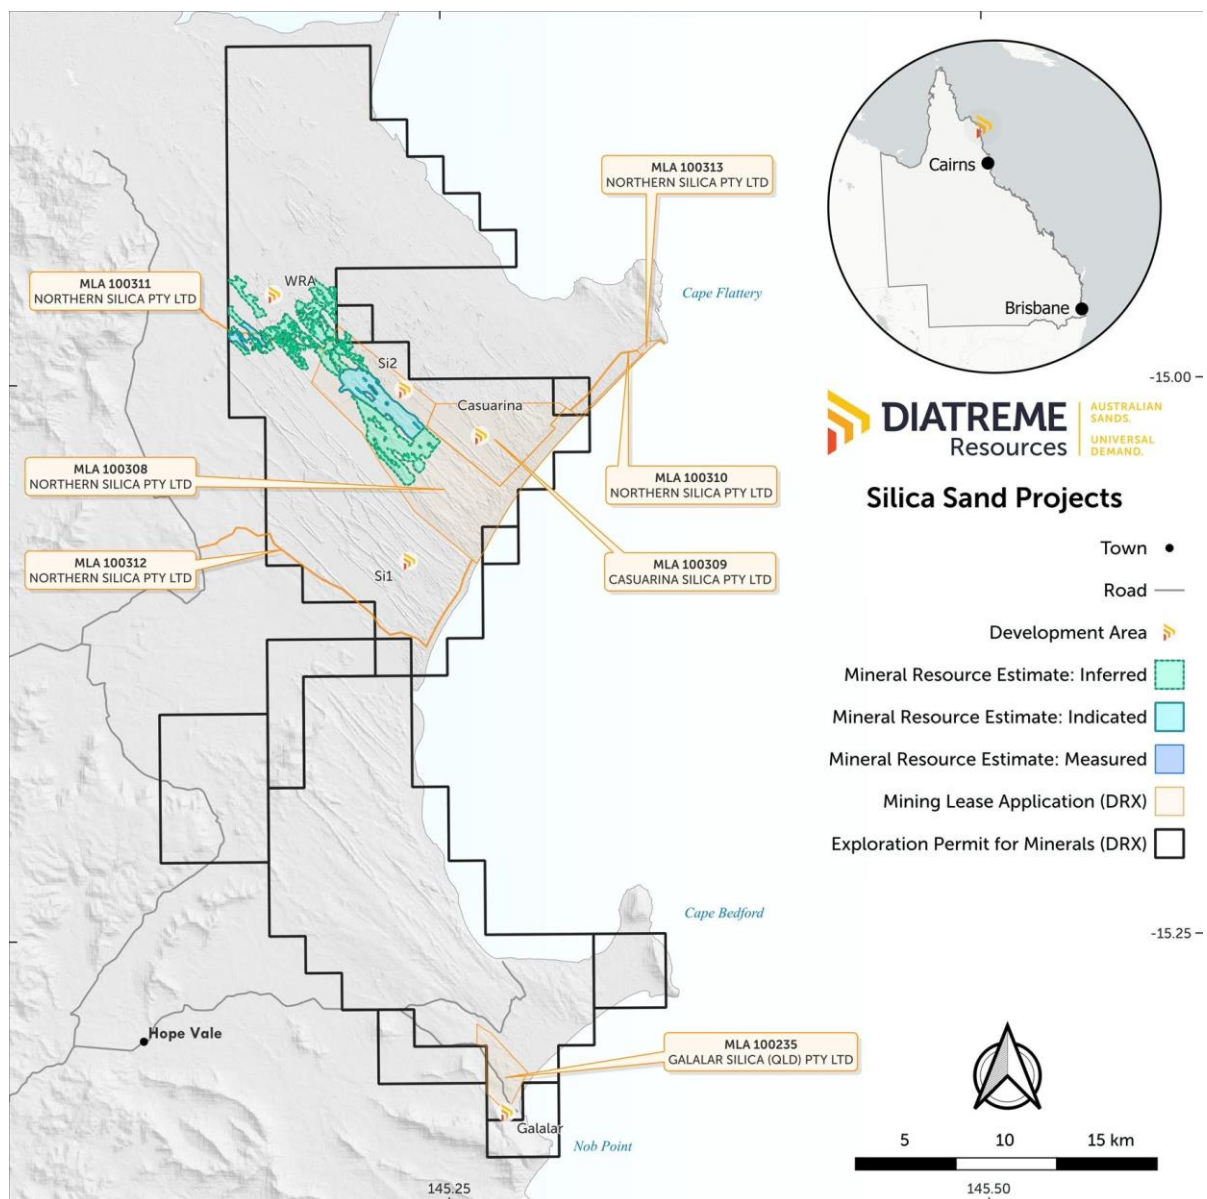 MLA 100313
NORTHERN SILICA PTY LTD
Cairns
Brisbane
MLA 100311
NORTHERN SILICA PTY LTD
WRA
Cape Flattery
Si2
Casuarina
-15.00
DIATREME
Resources
AUSTRALIAN
SANDS.
UNIVERSAL
DEMAND.
MLA 100308
NORTHERN SILICA PTY LTD
MLA 100310
NORTHERN SILICA PTY LTD
Silica Sand Projects
MLA 100312
NORTHERN SILICA PTY LTD
Si1
MLA 100309
CASUARINA SILICA PTY LTD
Town
Road
Development Area
Mineral Resource Estimate: Inferred
Mineral Resource Estimate: Indicated
Mineral Resource Estimate: Measured
Mining Lease Application (DRX)
Exploration Permit for Minerals (DRX)
Cape Bedford
-15.25
Hope Vale
MLA 100235
GALALAR SILICA (QLD) PTY LTD
Galalar
Nob Point
5 10 15 km
145.25 145.50